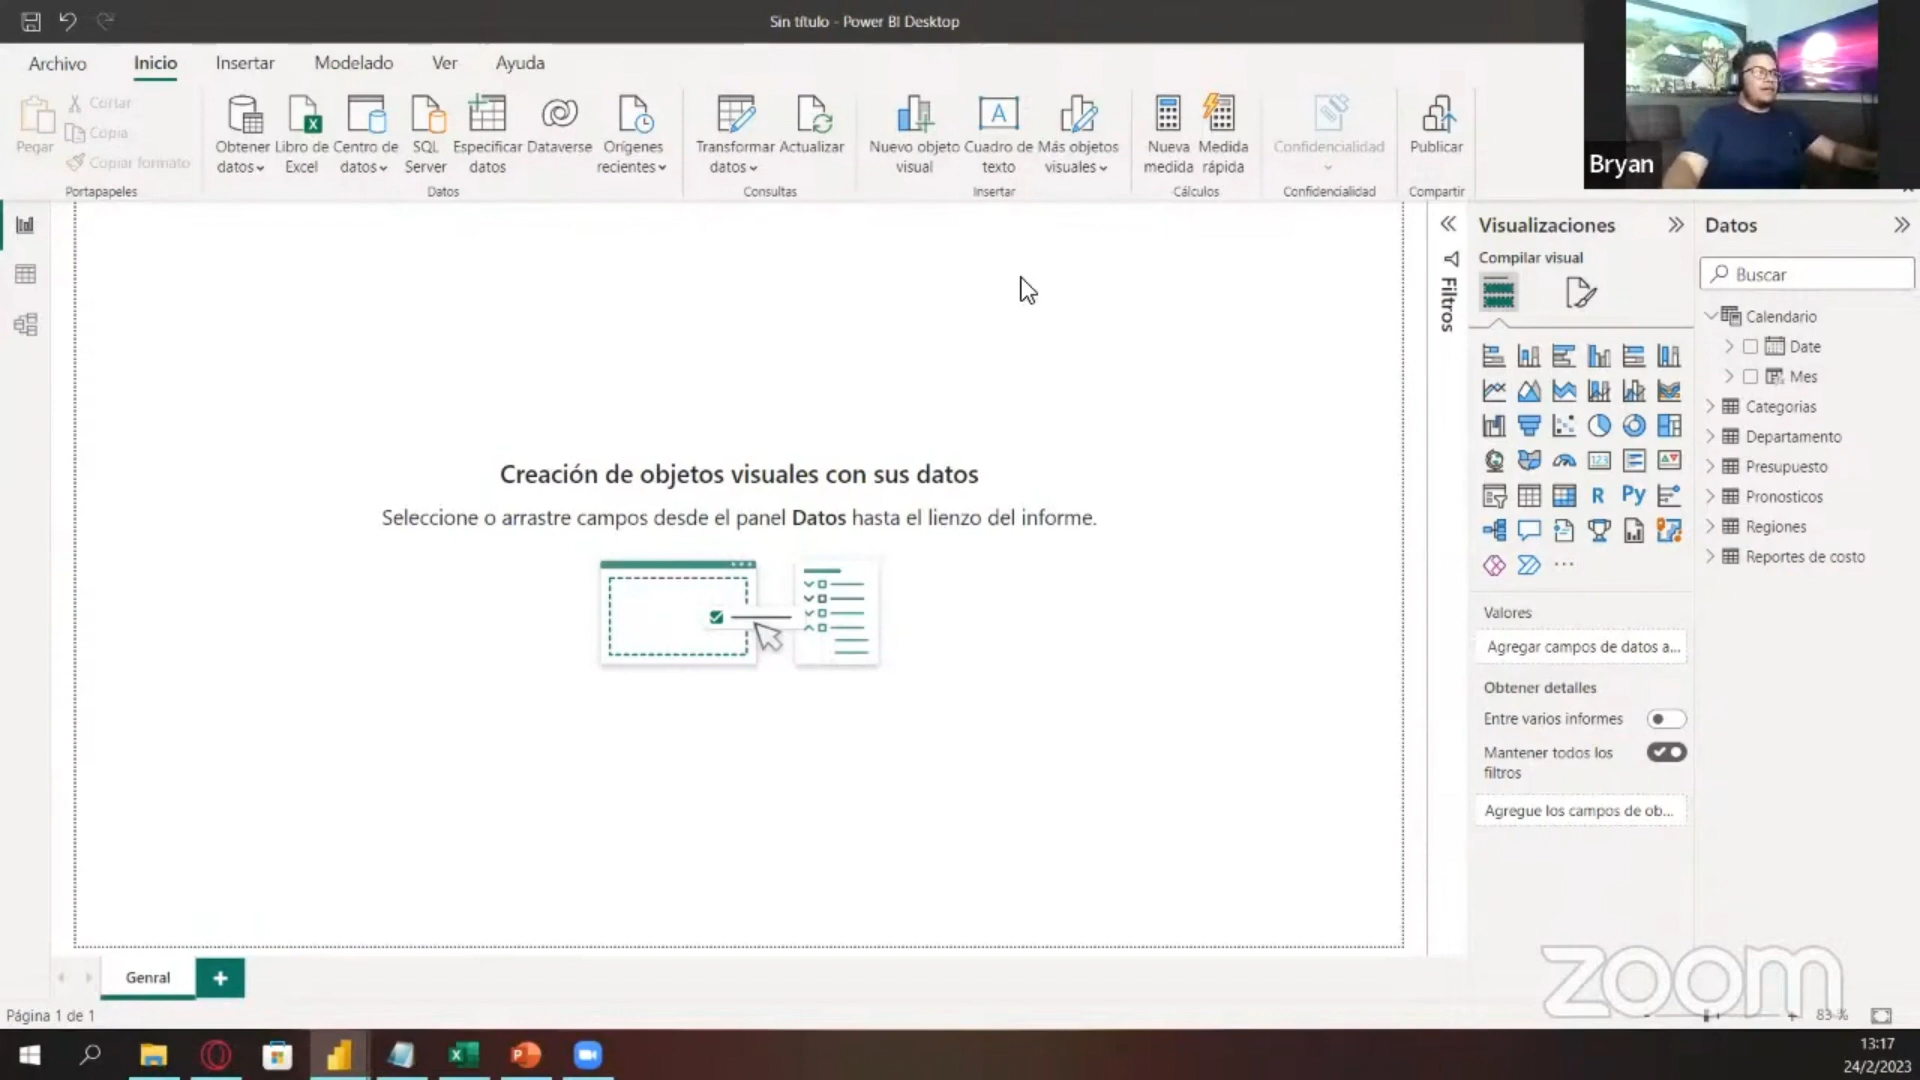 Sin título - Power BI Desktop
Archivo
Inicio
Insertar
Modelado
Ver
Ayuda
Pegar
Cortar
Copia
Copiar formato
Portapapeles
Obtener
datos
Libro de
Excel
Centro de
datos
SQL
Server
Especificar
datos
Dataverse
Orígenes
recientes
Datos
Transformar
datos
Actualizar
Consultas
Nuevo objeto
visual
Cuadro de
texto
Más objetos
visuales
Insertar
Nueva
medida
Medida
rápida
Cálculos
Confidencialidad
Confidencialidad
Publicar
Compartir
Bryan
Creación de objetos visuales con sus datos
Seleccione o arrastre campos desde el panel Datos hasta el lienzo del informe.
Filtros
Visualizaciones
Compilar visual
R
Py
123
...
Valores
Agregar campos de datos a...
Obtener detalles
Entre varios informes
Mantener todos los
filtros
Agregue los campos de ob...
Datos
Buscar
Calendario
Date
Mes
Categorias
Departamento
Presupuesto
Pronosticos
Regiones
Reportes de costo
Genral
+
Página 1 de 1
zoom
83 %
13:17
24/2/2023